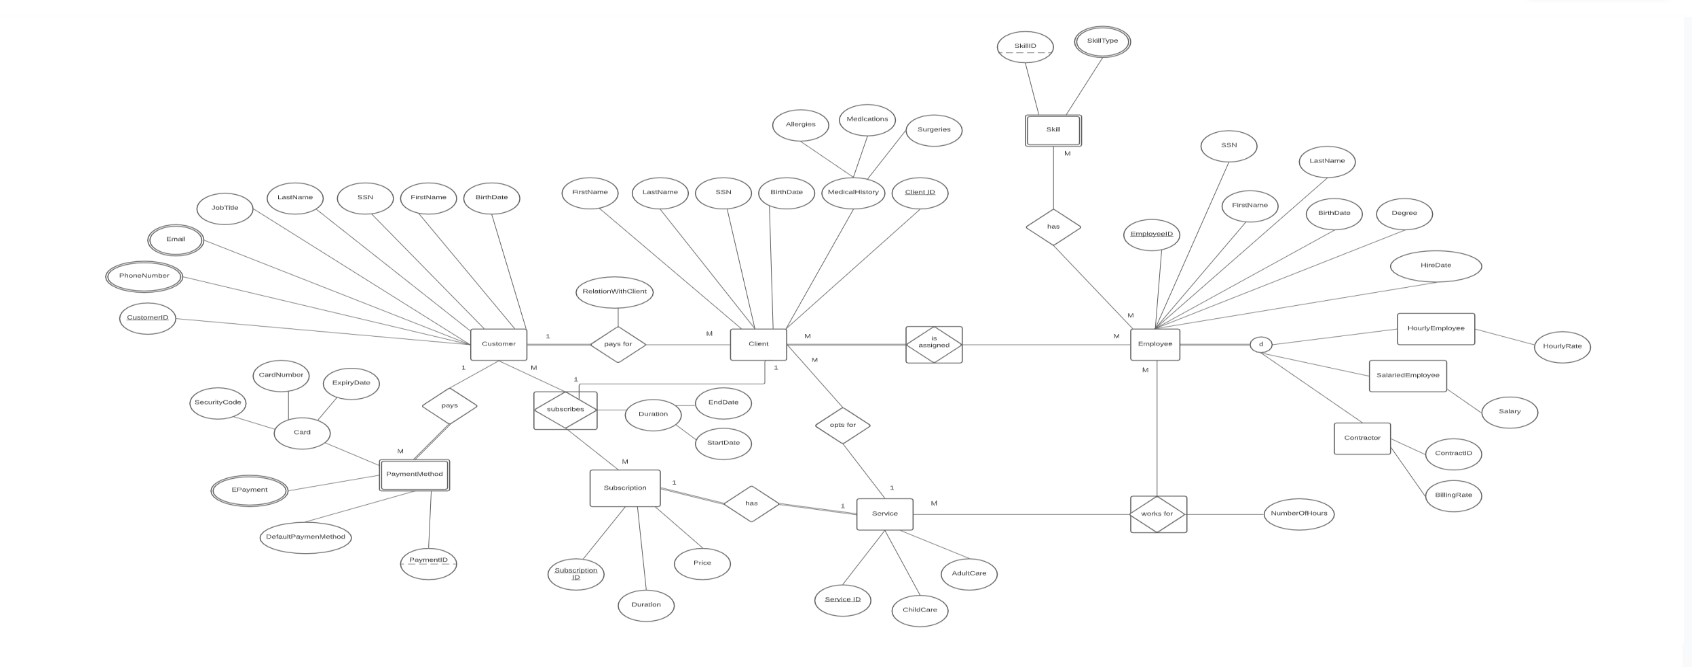 SkillID
SkillType
Allergies
Medications
Surgeries
Skill
M
SSN
LastName
JobTitle
LastName
SSN
FirstName
BirthDate
FirstName
LastName
SSN
BirthDate
MedicalHistory
Client ID
has
EmployeeID
FirstName
BirthDate
Degree
Email
PhoneNumber
CustomerID
RelationWithClient
HireDate
M
Customer
1
pays for
M
Client
M
is
assigned
M
Employee
d
HourlyEmployee
HourlyRate
SalariedEmployee
Salary
1
M
1
1
M
M
CardNumber
ExpiryDate
SecurityCode
Card
pays
subscribes
Duration
EndDate
StartDate
opts for
Contractor
ContractID
BillingRate
M
PaymentMethod
EPayment
DefaultPaymenMethod
PaymentID
M
Subscription
1
has
1
1
Service
M
works for
NumberOfHours
Subscription
ID
Duration
Price
Service ID
ChildCare
AdultCare